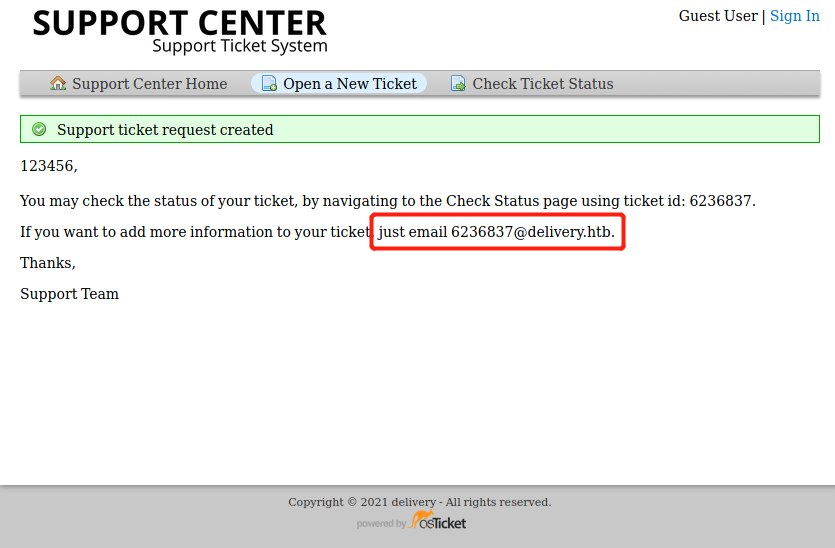 SUPPORT CENTER
Support Ticket System
Guest User | Sign In
Support Center Home
Open a New Ticket
Check Ticket Status
Support ticket request created
123456,
You may check the status of your ticket, by navigating to the Check Status page using ticket id: 6236837.
If you want to add more information to your ticket, just email 6236837@delivery.htb.
Thanks,
Support Team
Copyright © 2021 delivery - All rights reserved.
powered by osTicket